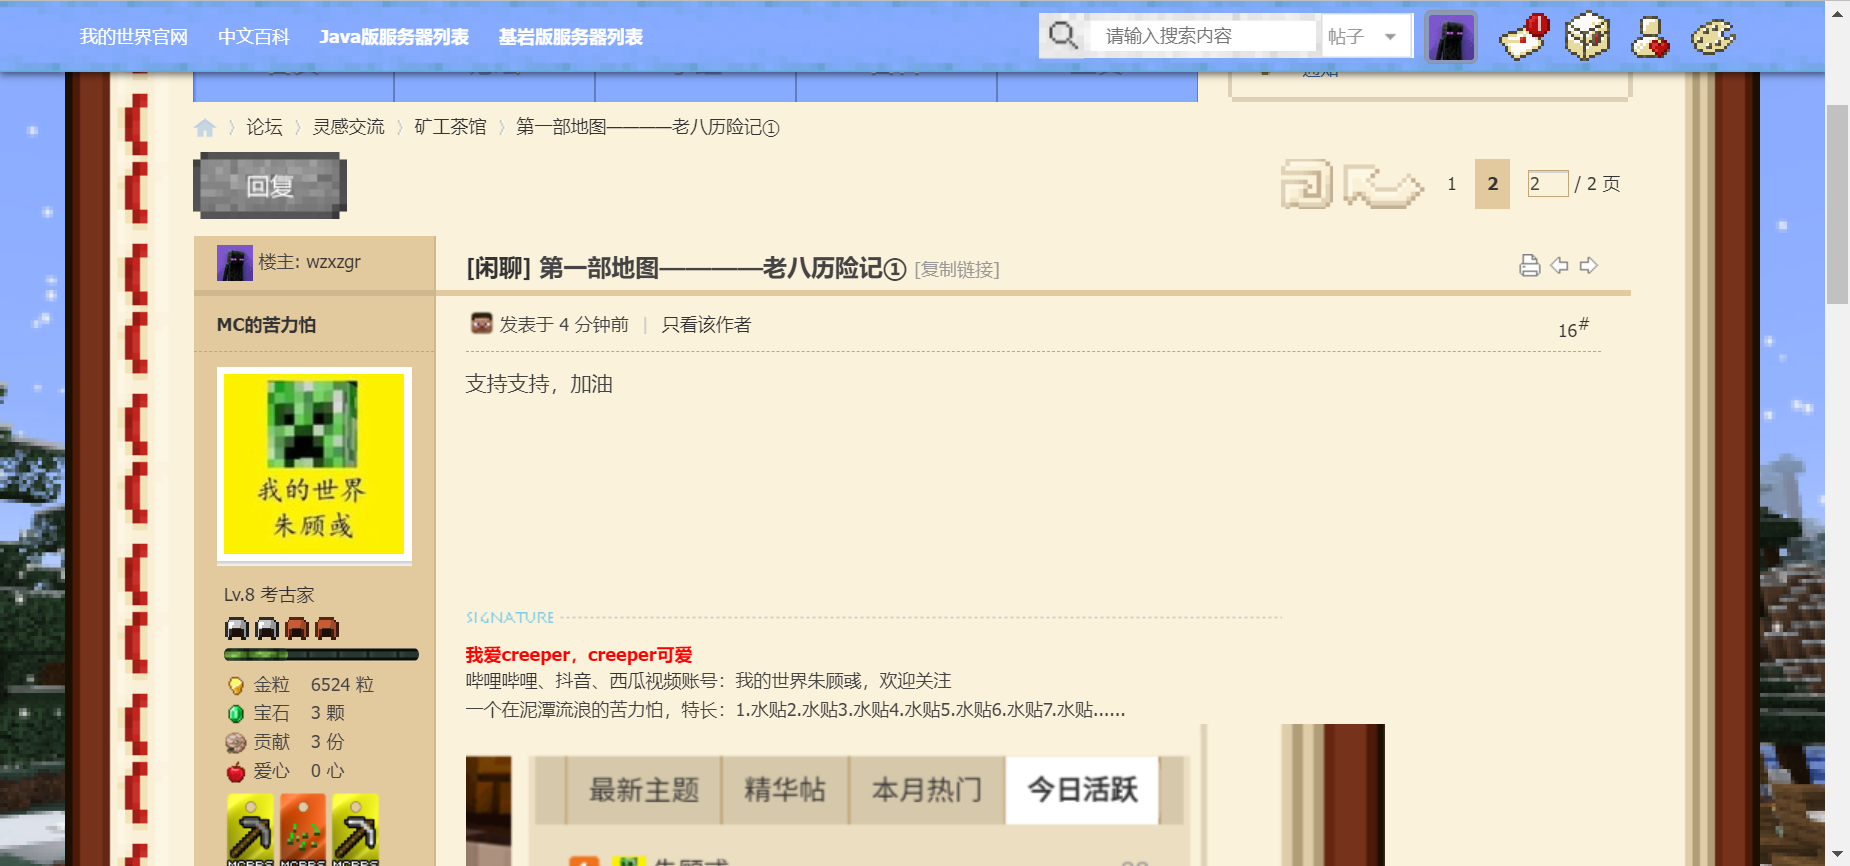 我的世界官网 中文百科 Java版服务器列表 基岩版服务器列表 请输入搜索内容 帖子
论坛 灵感交流 矿工茶馆 第一部地图————老八历险记①
回复 1 2 2 / 2 页
楼主: wzxzgr
[闲聊] 第一部地图————老八历险记① [复制链接]
MC的苦力怕
发表于 4 分钟前 | 只看该作者 16#
支持支持，加油
我的世界
朱顾彧
Lv.8 考古家
金粒 6524 粒
宝石 3 颗
贡献 3 份
爱心 0 心
SIGNATURE
我爱creeper，creeper可爱
哔哩哔哩、抖音、西瓜视频账号：我的世界朱顾彧，欢迎关注
一个在泥潭流浪的苦力怕，特长：1.水贴2.水贴3.水贴4.水贴5.水贴6.水贴7.水贴......
最新主题 精华帖 本月热门 今日活跃